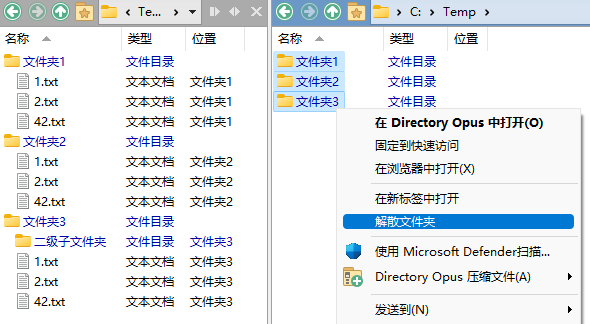 Te...
名称 类型 位置
文件夹1 文件目录
1.txt 文本文档 文件夹1
2.txt 文本文档 文件夹1
42.txt 文本文档 文件夹1
文件夹2 文件目录
1.txt 文本文档 文件夹2
2.txt 文本文档 文件夹2
42.txt 文本文档 文件夹2
文件夹3 文件目录
二级子文件夹 文件目录 文件夹3
1.txt 文本文档 文件夹3
2.txt 文本文档 文件夹3
42.txt 文本文档 文件夹3
C: Temp
名称 类型 位置
文件夹1 文件目录
文件夹2 文件目录
文件夹3 文件目录
在 Directory Opus 中打开(O)
固定到快速访问
在浏览器中打开(X)
在新标签中打开
解散文件夹
使用 Microsoft Defender扫描...
Directory Opus 压缩文件(A)
发送到(N)